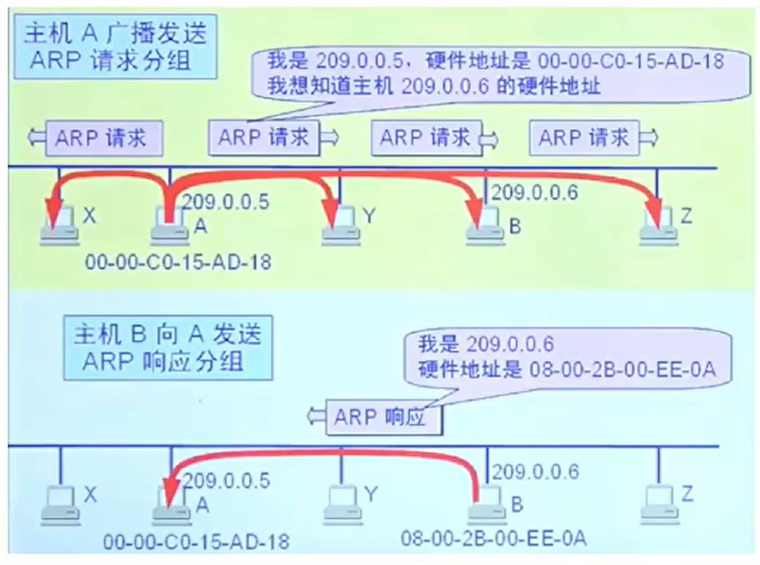 主机 A 广播发送
ARP 请求分组
我是 209.0.0.5，硬件地址是 00-00-C0-15-AD-18
我想知道主机 209.0.0.6 的硬件地址
ARP 请求
ARP 请求
ARP 请求
ARP 请求
209.0.0.5
209.0.0.6
X
A
Y
B
Z
00-00-C0-15-AD-18
主机 B 向 A 发送
ARP 响应分组
我是 209.0.0.6
硬件地址是 08-00-2B-00-EE-0A
ARP 响应
209.0.0.5
209.0.0.6
X
A
Y
B
Z
00-00-C0-15-AD-18
08-00-2B-00-EE-0A